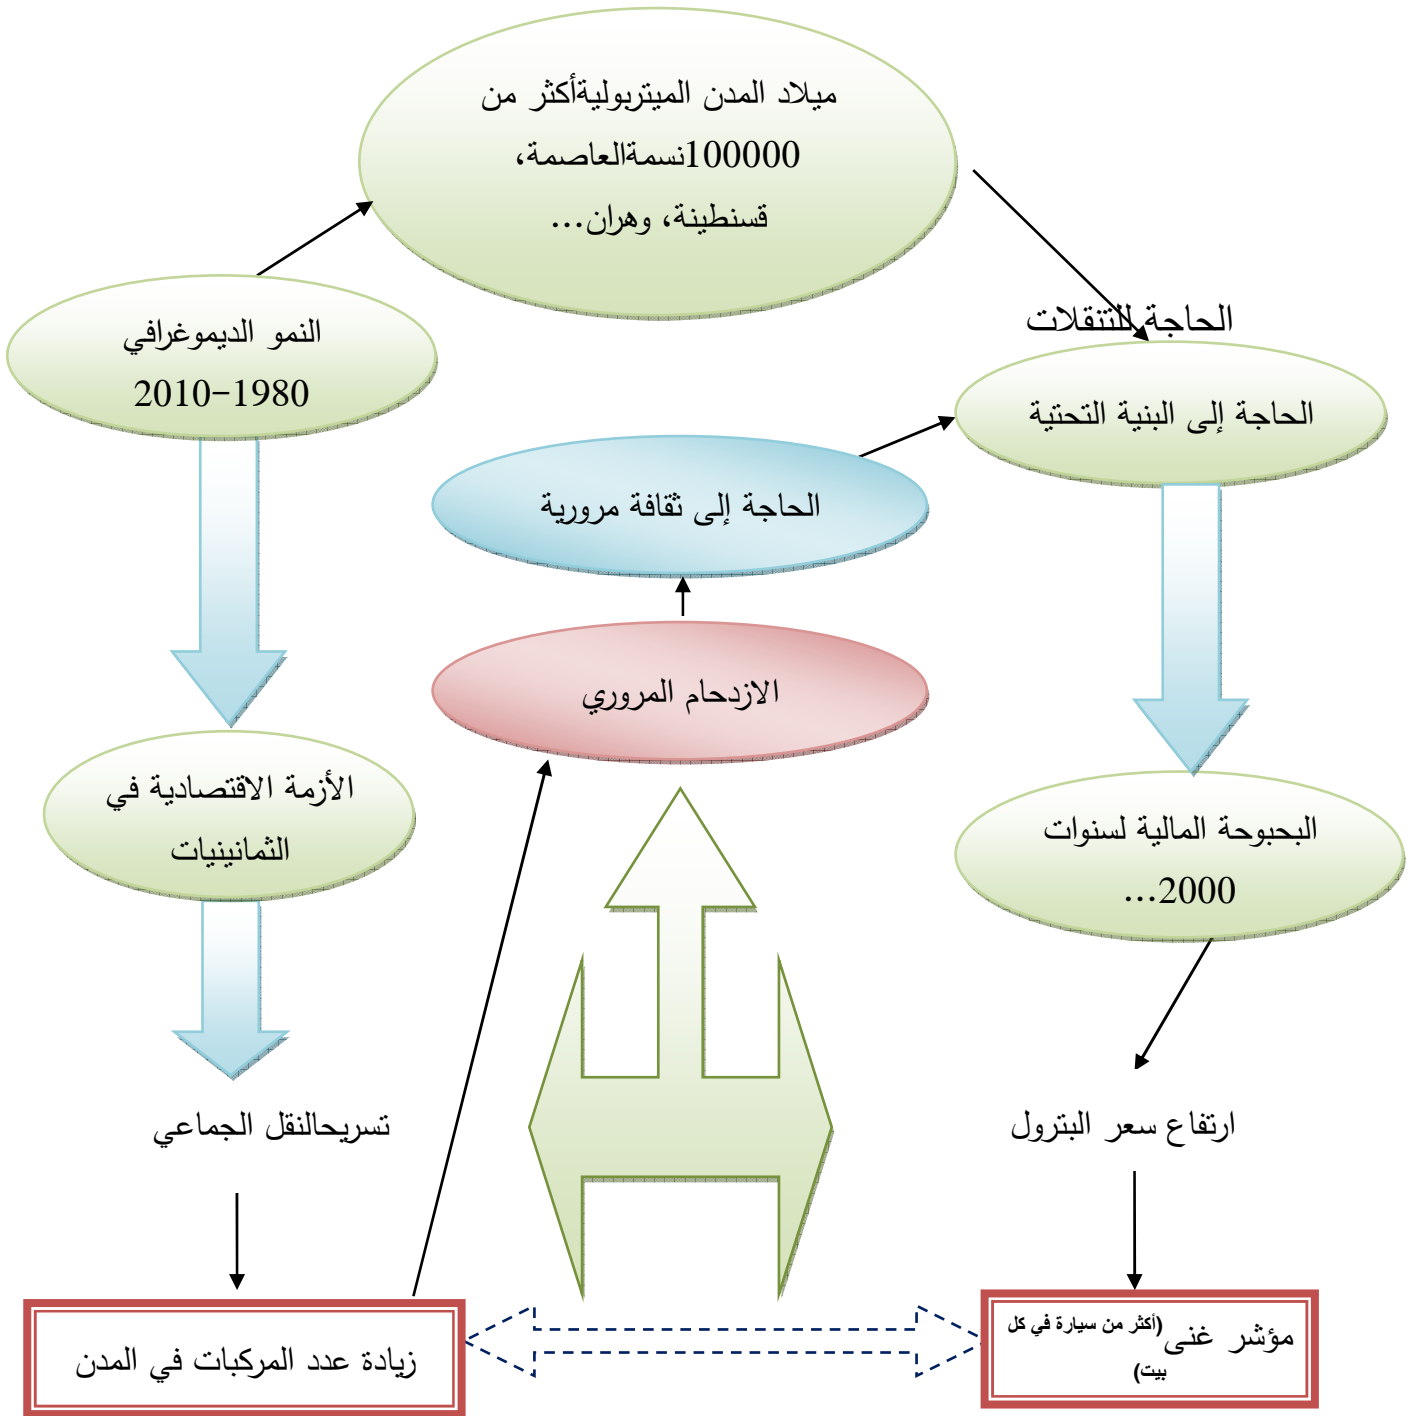 ميلاد المدن الميتربوليةأكثر من
100000نسمةالعاصمة،
قسنطينة، وهران...
النمو الديموغرافي
1980-2010
الحاجة للتنقلات
الحاجة إلى البنية التحتية
الحاجة إلى ثقافة مرورية
الازدحام المروري
الأزمة الاقتصادية في
الثمانينيات
البحبوحة المالية لسنوات
2000...
تسريحالنقل الجماعي
ارتفاع سعر البترول
زيادة عدد المركبات في المدن
مؤشر غنى(أكثر من سيارة في كل
بيت)